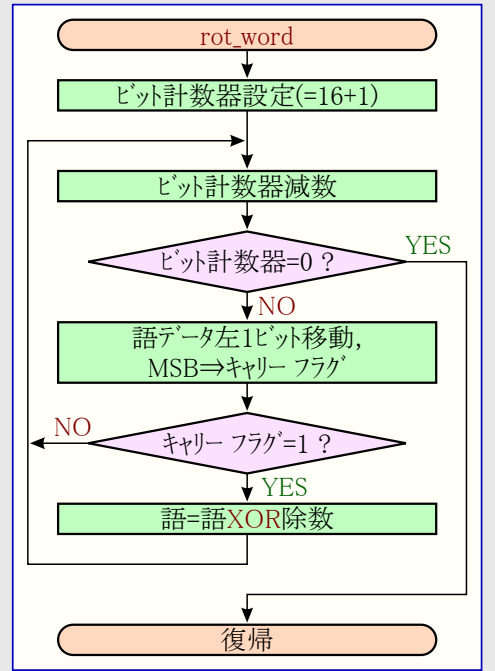 rot_word
ﾋﾞｯﾄ計数器設定(=16+1)
ﾋﾞｯﾄ計数器減数
ﾋﾞｯﾄ計数器=0 ?
YES
NO
語ﾃﾞｰﾀ左1ﾋﾞｯﾄ移動,
MSB⇒ｷｬﾘｰ ﾌﾗｸﾞ
NO
ｷｬﾘｰ ﾌﾗｸﾞ=1 ?
YES
語=語XOR除数
復帰